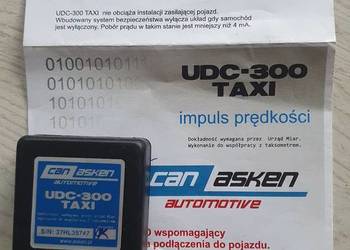 UDC-300 TAXI nie obciąża instalacji zasilającej pojazd.
Wbudowany system bezpieczeństwa wyłącza układ gdy samochód
jest wyłączony. Pobór prądu w takim stanie jest mniejszy niż 4 mA.
01001010111
UDC-300
TAXI
impuls prędkości
Dokładność wymagana przez Urząd Miar.
Wykonanie do współpracy z taksometrem.
can asken
automotive
can asken
automotive
UDC-300
TAXI
wspomagający
podłączenia do pojazdu.